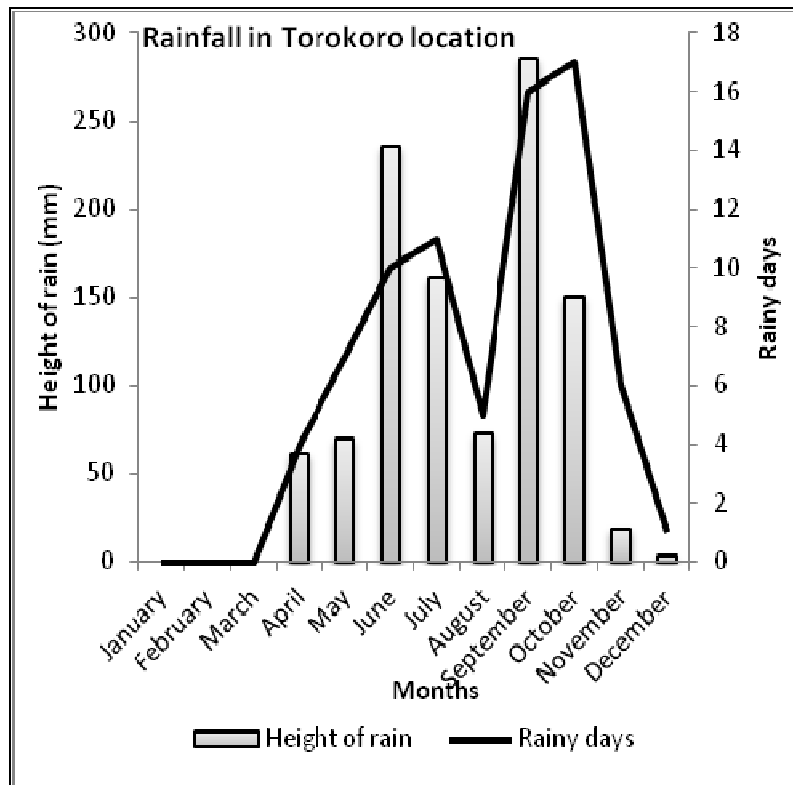 Rainfall in Torokoro location
Height of rain (mm)
300
250
200
150
100
50
0
18
16
14
12
10
8
6
4
2
0
Rainy days
January
February
March
April
May
June
July
August
September
October
November
December
Months
Height of rain
Rainy days